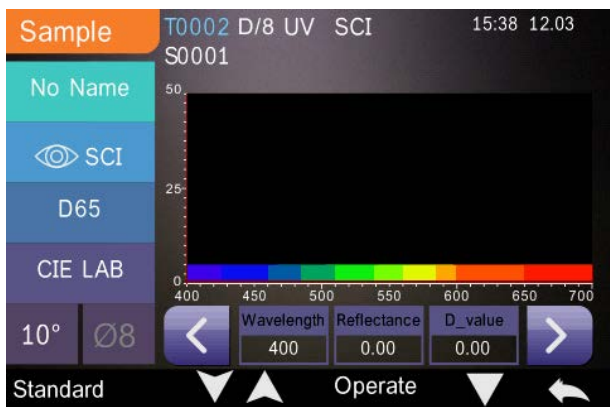 Sample
T0002 D/8 UV SCI 15:38 12.03
S0001
No Name
SCI
D65
CIE LAB
10° Ø8
50
25
0
400 450 500 550 600 650 700
Wavelength Reflectance D_value
400 0.00 0.00
Standard Operate